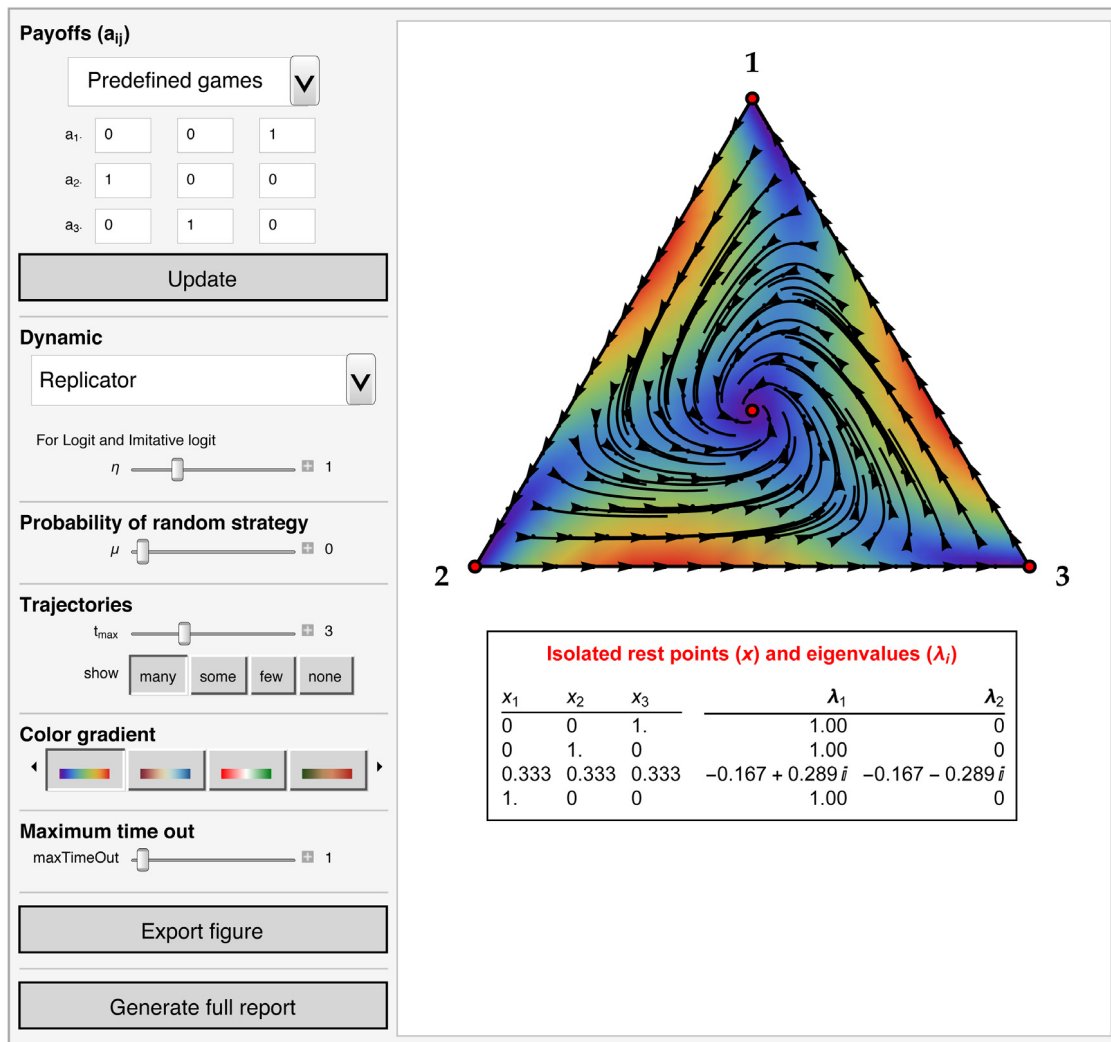 Payoffs (aij)
Predefined games
a1· 0 0 1
a2· 1 0 0
a3· 0 1 0
Update
Dynamic
Replicator
For Logit and Imitative logit
η 1
Probability of random strategy
μ 0
Trajectories
tmax 3
show many some few none
Color gradient
Maximum time out
maxTimeOut 1
Export figure
Generate full report
1
2
3
Isolated rest points (x) and eigenvalues (λi)
x1 x2 x3 λ1 λ2
0 0 1. 1.00 0
0 1. 0 1.00 0
0.333 0.333 0.333 −0.167 + 0.289 ⅈ −0.167 − 0.289 ⅈ
1. 0 0 1.00 0